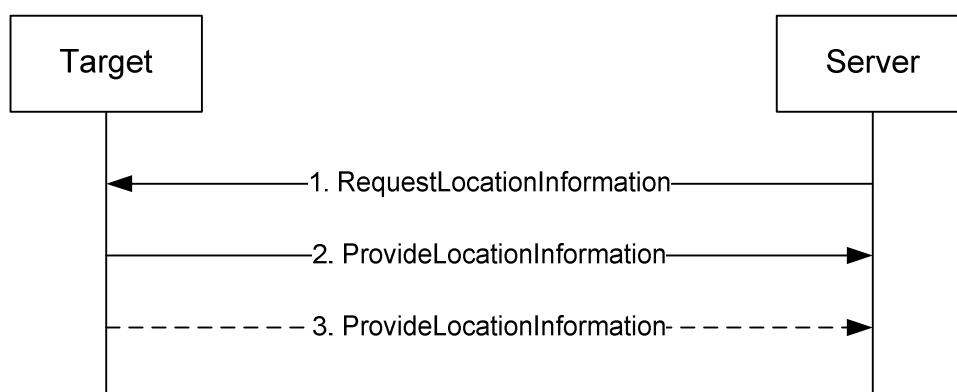 Target
Server
1. RequestLocationInformation
2. ProvideLocationInformation
3. ProvideLocationInformation